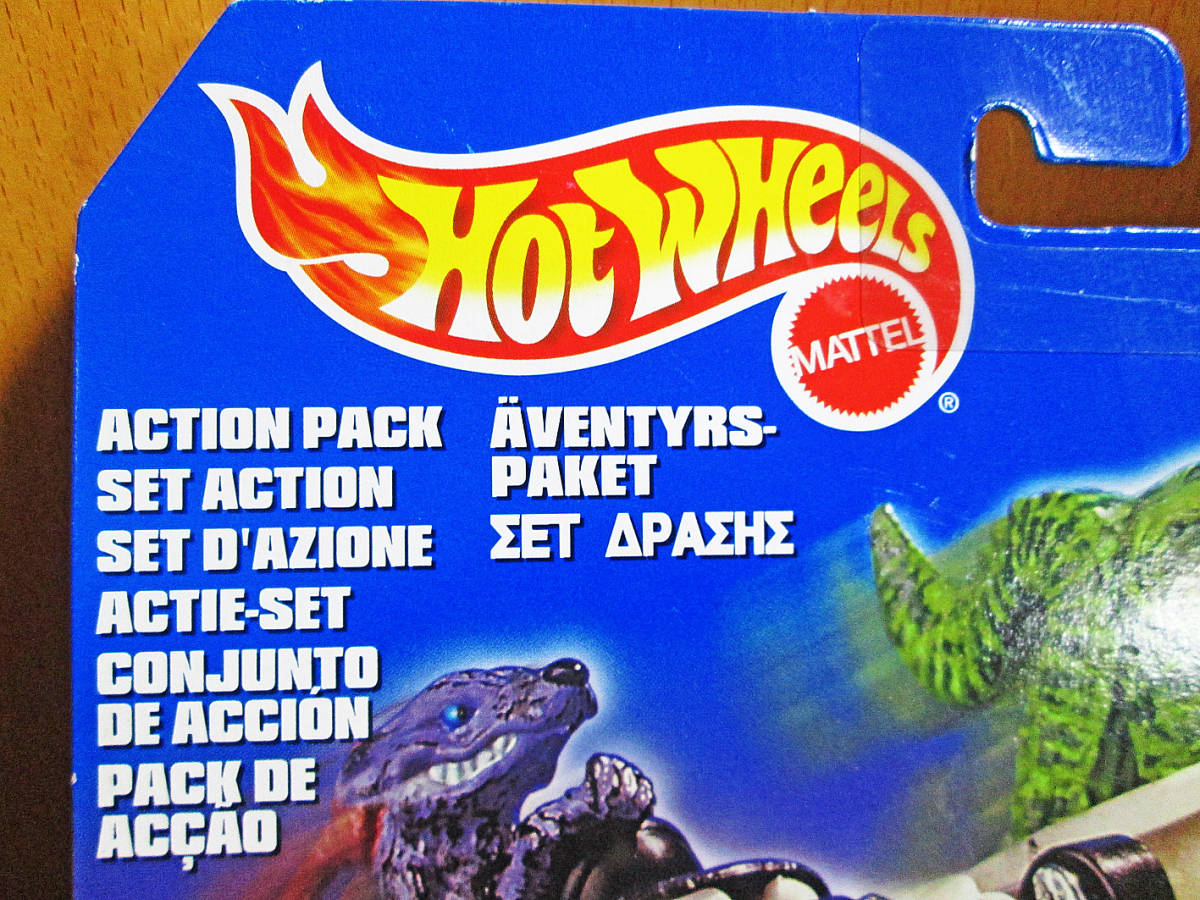 Hot Wheels
MATTEL
®
ACTION PACK
SET ACTION
SET D'AZIONE
ACTIE-SET
CONJUNTO
DE ACCIÓN
PACK DE
ACÇÃO
ÄVENTYRS-
PAKET
ΣΕΤ ΔΡΑΣΗΣ